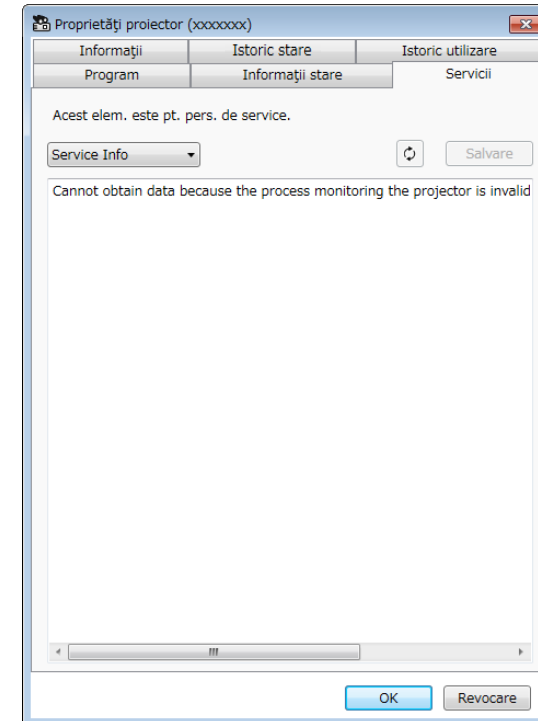 Proprietăți proiector (xxxxxxx)
Informații Istoric stare Istoric utilizare
Program Informații stare Servicii
Acest elem. este pt. pers. de service.
Service Info Salvare
Cannot obtain data because the process monitoring the projector is invalid
OK Revocare